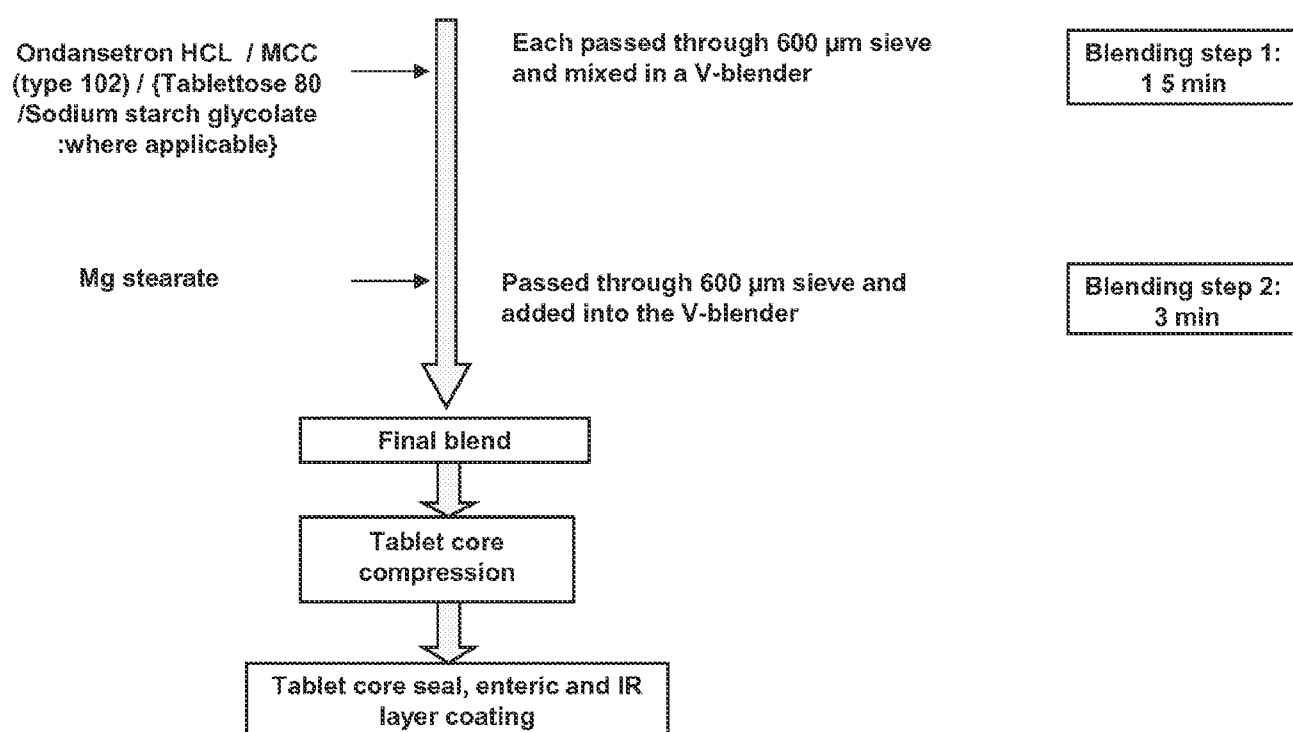 Ondansetron HCL / MCC
(type 102) / {Tablettose 80
/Sodium starch glycolate
:where applicable}
Each passed through 600 µm sieve
and mixed in a V-blender
Blending step 1:
1 5 min
Mg stearate
Passed through 600 µm sieve and
added into the V-blender
Blending step 2:
3 min
Final blend
Tablet core
compression
Tablet core seal, enteric and IR
layer coating